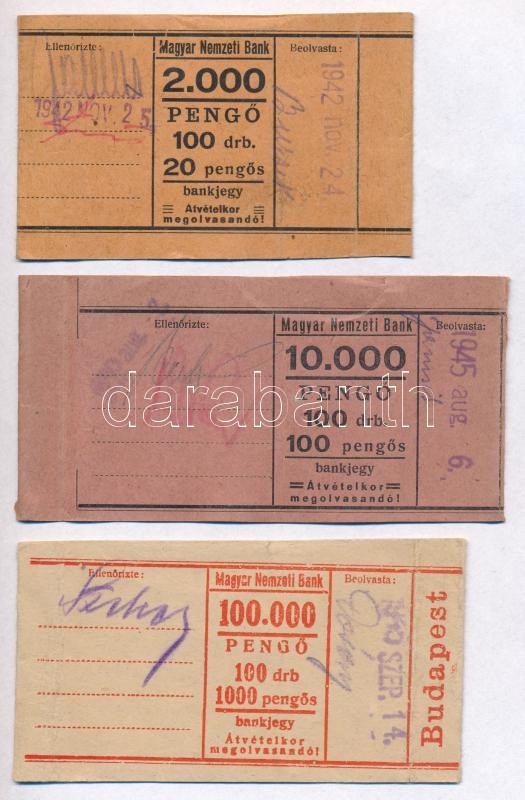 Ellenőrizte:
Magyar Nemzeti Bank
Beolvasta:
2.000
PENGŐ
100 drb.
20 pengős
bankjegy
Átvételkor
megolvasandó!
1942 NOV. 25.
1942 nov. 24
Ellenőrizte:
Magyar Nemzeti Bank
Beolvasta:
10.000
PENGŐ
100 drb.
100 pengős
bankjegy
Átvételkor
megolvasandó!
1945 aug. 6.
darabanth
Ellenőrizte:
Magyar Nemzeti Bank
Beolvasta:
100.000
PENGŐ
100 drb
1000 pengős
bankjegy
Átvételkor
megolvasandó!
SZEP. 14.
Budapest